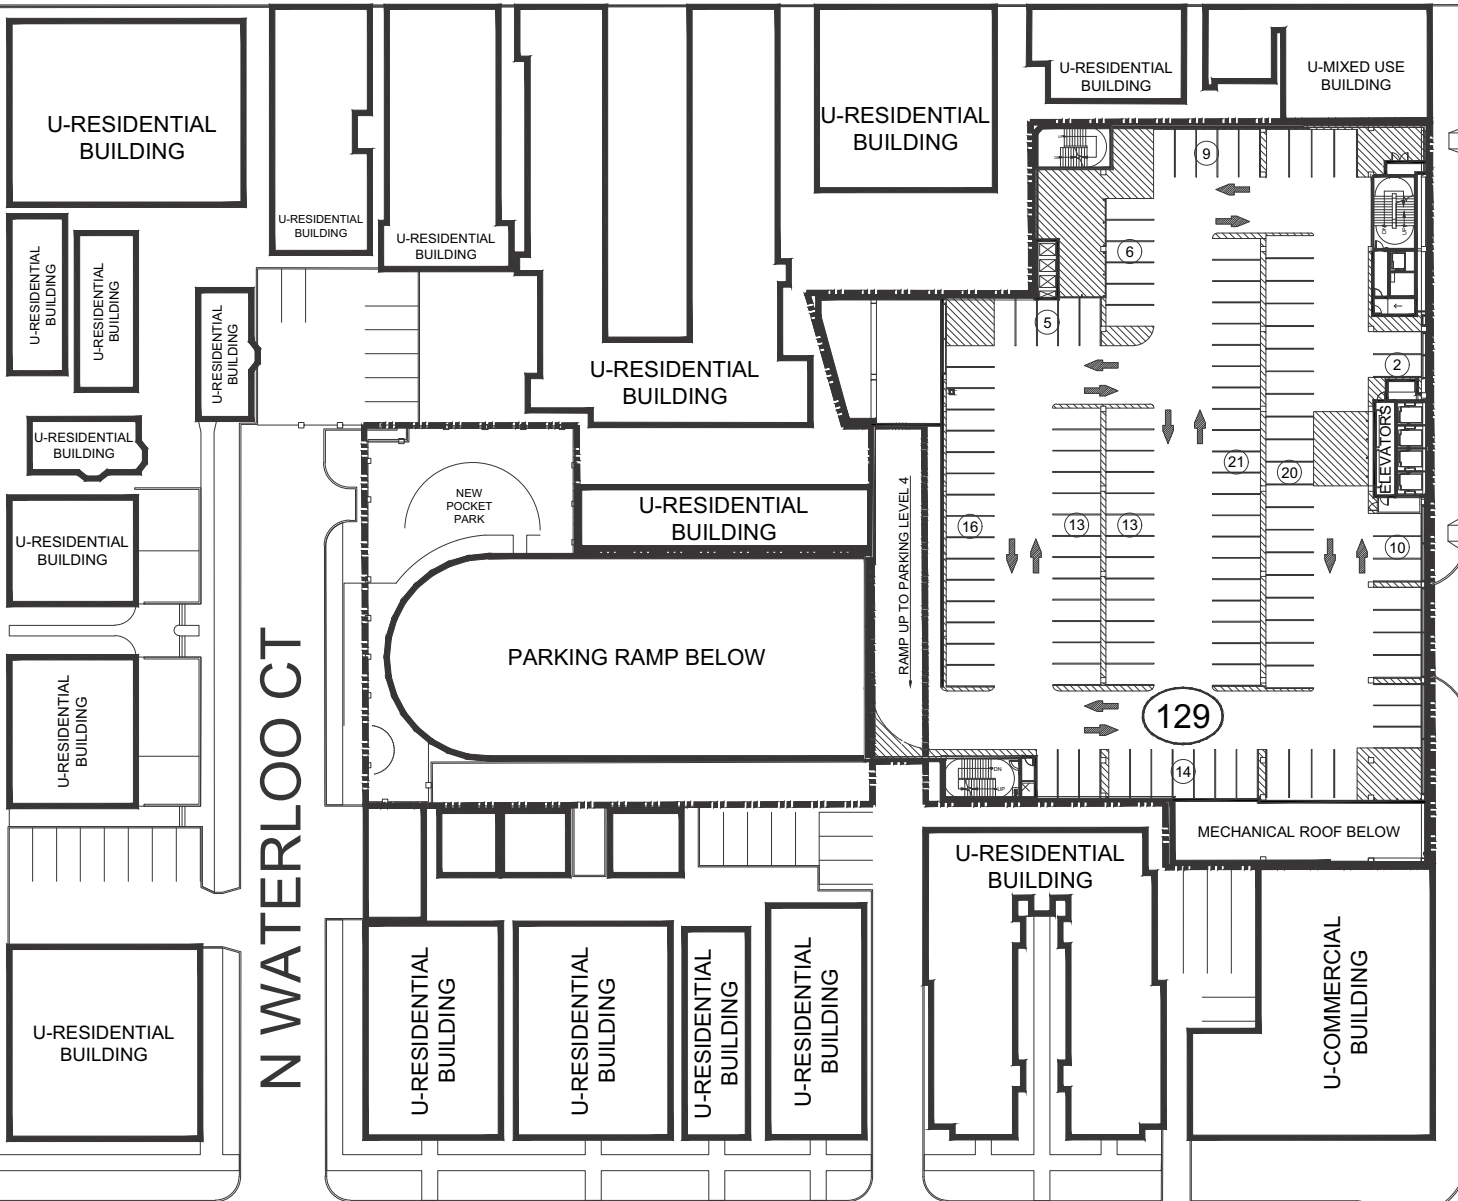 U-RESIDENTIAL
BUILDING
U-RESIDENTIAL
BUILDING
U-RESIDENTIAL
BUILDING
U-RESIDENTIAL
BUILDING
U-RESIDENTIAL
BUILDING
U-MIXED USE
BUILDING
U-RESIDENTIAL
BUILDING
U-RESIDENTIAL
BUILDING
U-RESIDENTIAL
BUILDING
U-RESIDENTIAL
BUILDING
U-RESIDENTIAL
BUILDING
9
6
5
2
ELEVATORS
U-RESIDENTIAL
BUILDING
NEW
POCKET
PARK
U-RESIDENTIAL
BUILDING
RAMP UP TO PARKING LEVEL 4
16
13
13
21
20
10
U-RESIDENTIAL
BUILDING
PARKING RAMP BELOW
U-RESIDENTIAL
BUILDING
N WATERLOO CT
129
14
DN
UP
MECHANICAL ROOF BELOW
U-RESIDENTIAL
BUILDING
U-RESIDENTIAL
BUILDING
U-RESIDENTIAL
BUILDING
U-RESIDENTIAL
BUILDING
U-RESIDENTIAL
BUILDING
U-RESIDENTIAL
BUILDING
U-COMMERCIAL
BUILDING